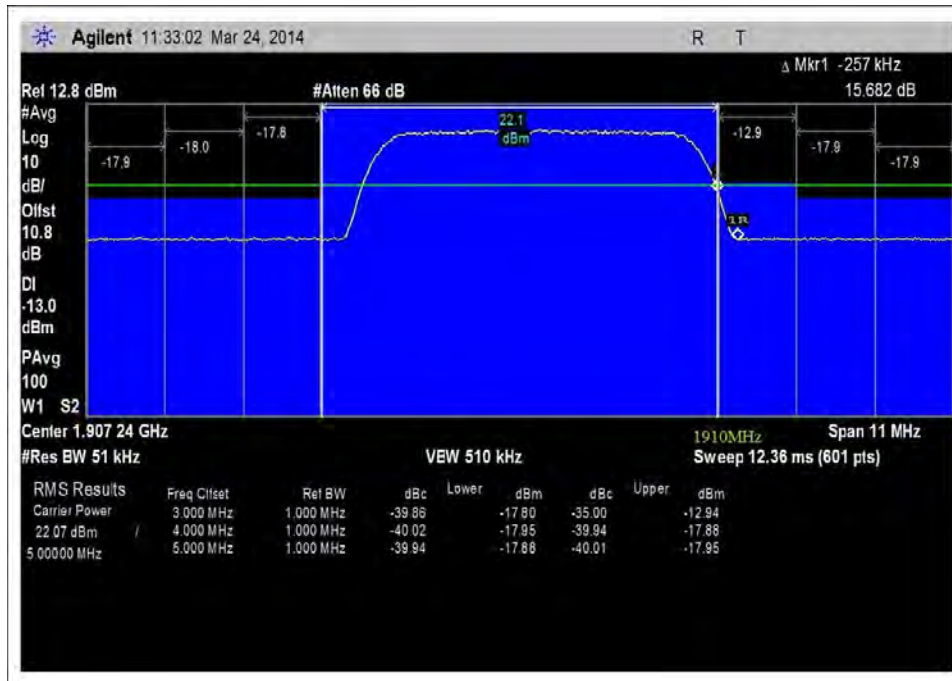 Agilent 11:33:02 Mar 24, 2014 R T
Δ Mkr1 -257 kHz
Ref 12.8 dBm #Atten 66 dB 15.682 dB
#Avg
Log
10
dB/
Offst
10.8
dB
DI
-13.0
dBm
PAvg
100
W1 S2
-17.9
-18.0
-17.8
22.1
dBm
-12.9
-17.9
-17.9
1R
Center 1.907 24 GHz 1910MHz Span 11 MHz
#Res BW 51 kHz VBW 510 kHz Sweep 12.36 ms (601 pts)
RMS Results Freq Offset Ref BW dBc Lower dBm dBc Upper dBm
Carrier Power 3.000 MHz 1.000 MHz -39.86 -17.80 -35.00 -12.94
22.07 dBm / 4.000 MHz 1.000 MHz -40.02 -17.95 -39.94 -17.88
5.00000 MHz 5.000 MHz 1.000 MHz -39.94 -17.88 -40.01 -17.95